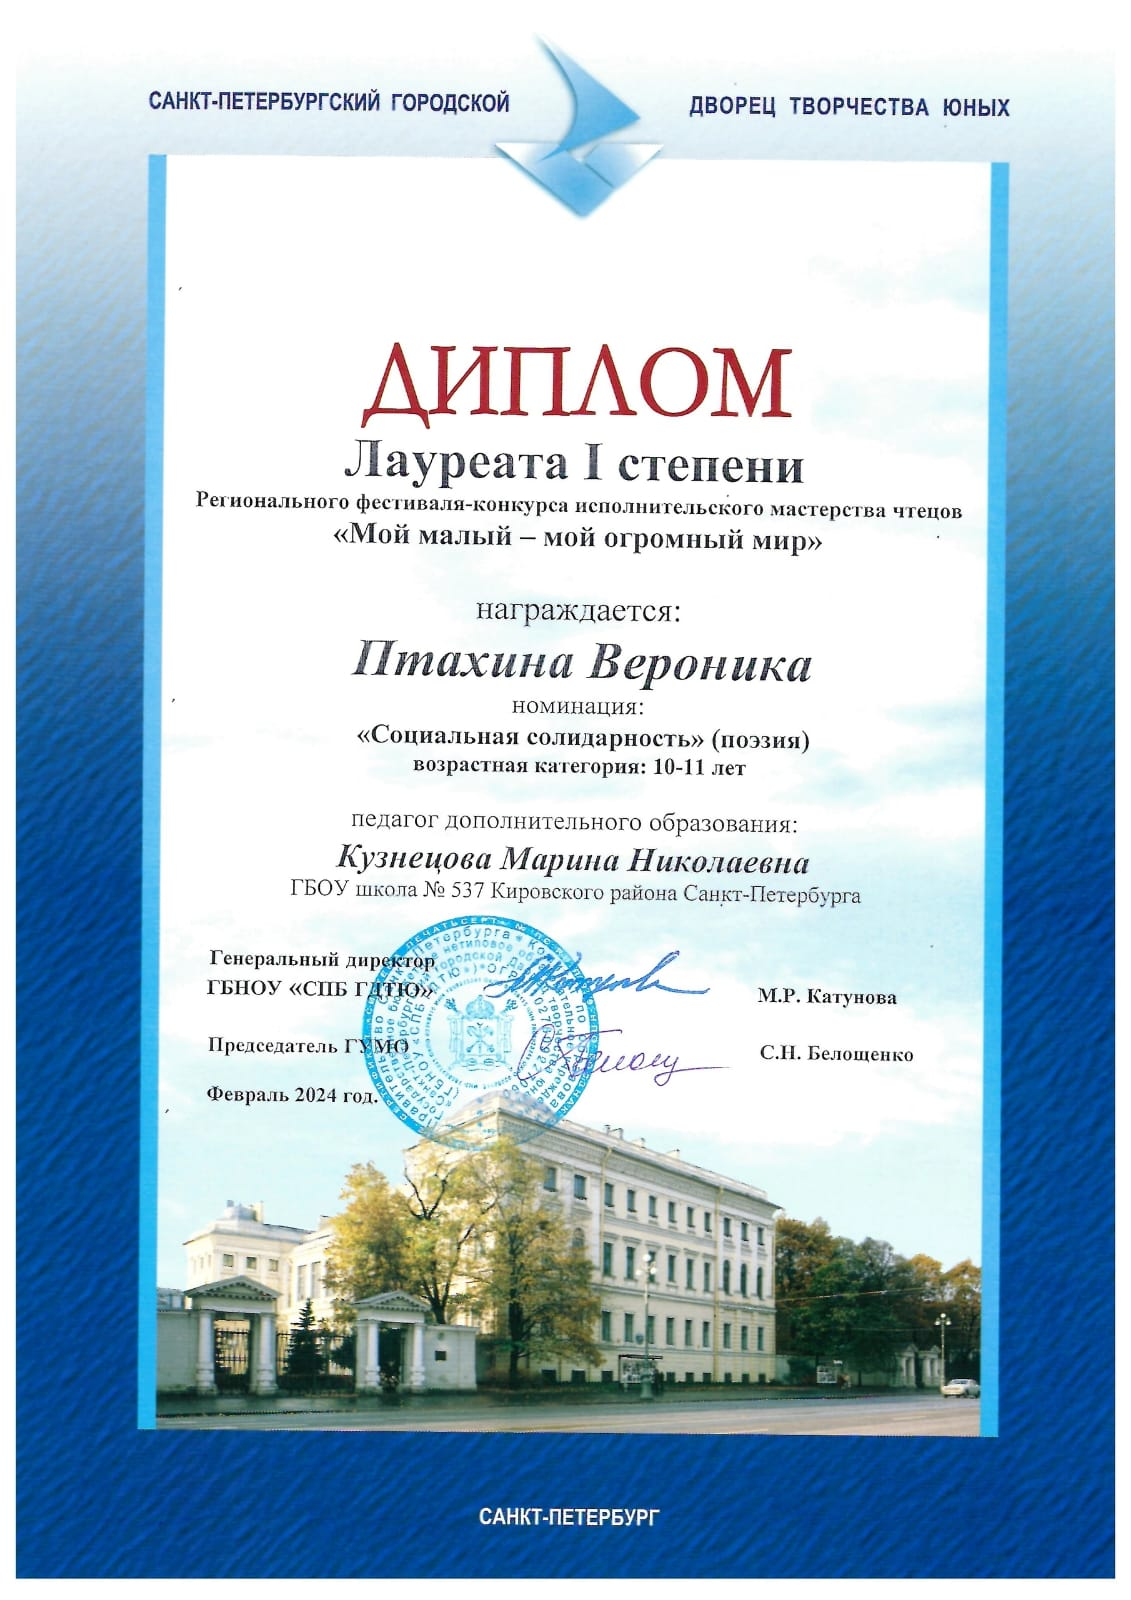 САНКТ-ПЕТЕРБУРГСКИЙ ГОРОДСКОЙ ДВОРЕЦ ТВОРЧЕСТВА ЮНЫХ
ДИПЛОМ
Лауреата I степени
Регионального фестиваля-конкурса исполнительского мастерства чтецов
«Мой малый – мой огромный мир»
награждается:
Птахина Вероника
номинация:
«Социальная солидарность» (поэзия)
возрастная категория: 10-11 лет
педагог дополнительного образования:
Кузнецова Марина Николаевна
ГБОУ школа № 537 Кировского района Санкт-Петербурга
Генеральный директор
ГБНОУ «СПБ ГДТЮ» М.Р. Катунова
Председатель ГУМО С.Н. Белощенко
Февраль 2024 год.
САНКТ-ПЕТЕРБУРГ